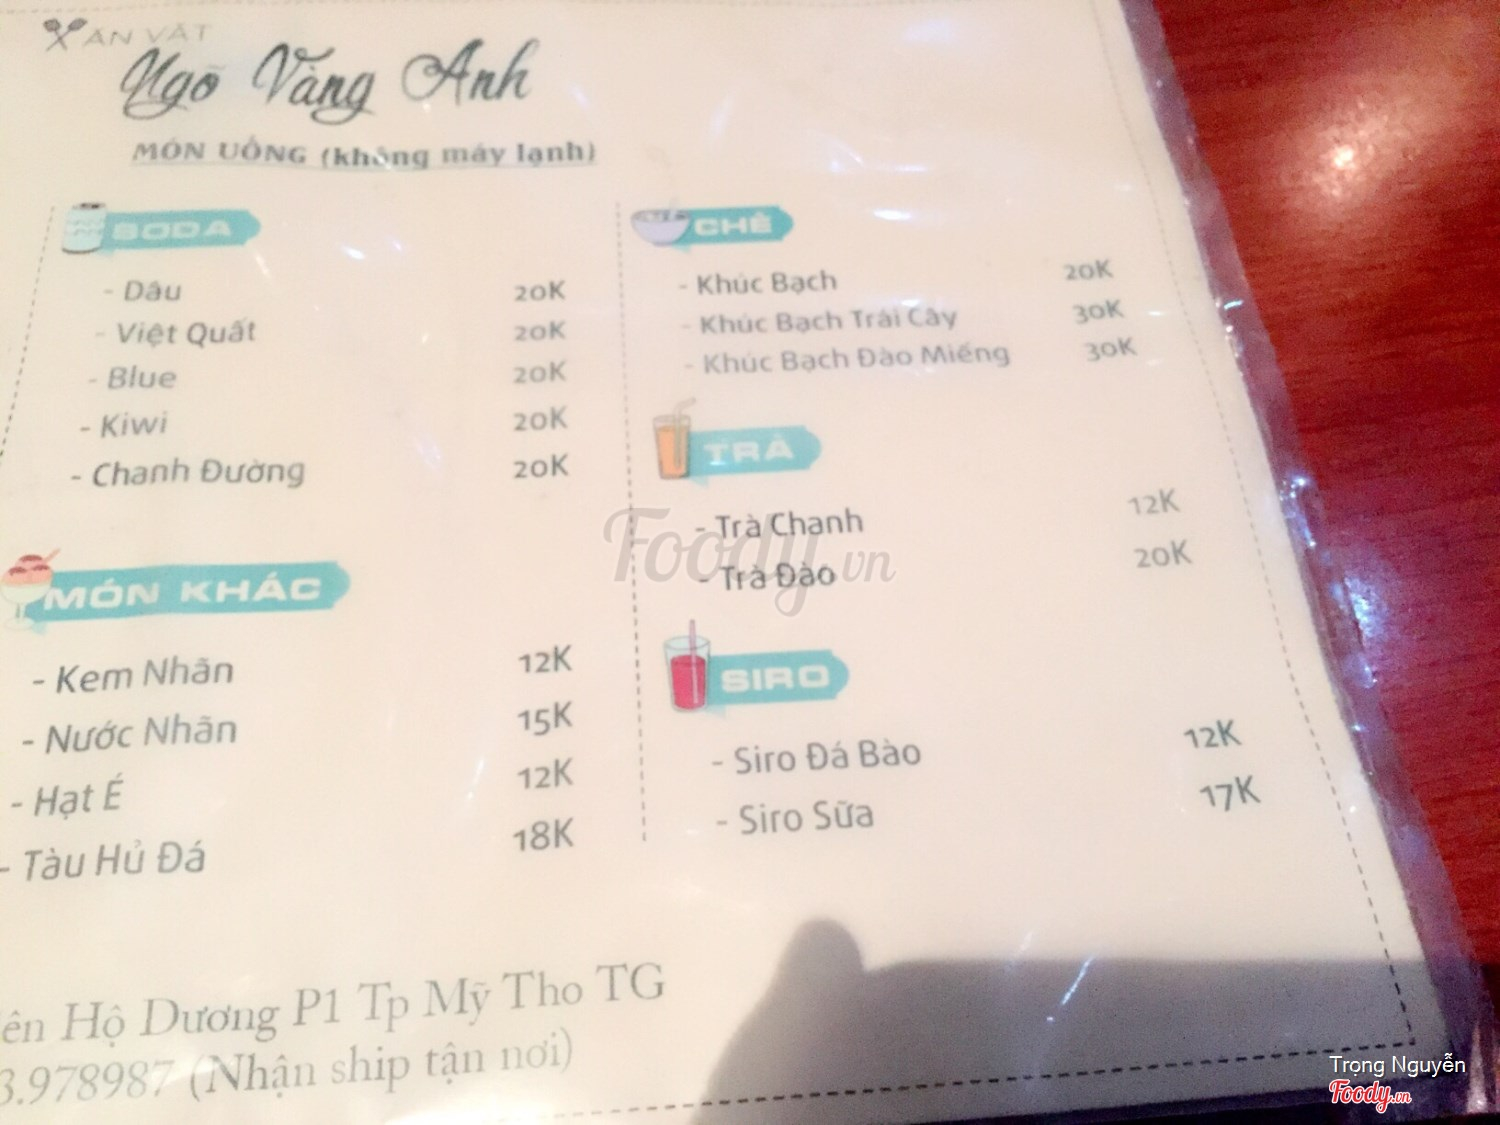 ĂN VẶT
Ngõ Vàng Anh
MÓN UỐNG (không máy lạnh)
SODA
- Dâu 20K
- Việt Quất 20K
- Blue 20K
- Kiwi 20K
- Chanh Đường 20K
MÓN KHÁC
- Kem Nhãn 12K
- Nước Nhãn 15K
- Hạt É 12K
- Tàu Hủ Đá 18K
CHÈ
- Khúc Bạch 20K
- Khúc Bạch Trái Cây 30K
- Khúc Bạch Đào Miếng 30K
TRÀ
- Trà Chanh 12K
- Trà Đào 20K
SIRO
- Siro Đá Bào 12K
- Siro Sữa 17K
Hộ Dương P1 Tp Mỹ Tho TG
3.978987 (Nhận ship tận nơi)
Foody.vn
Trọng Nguyễn
Foody.vn